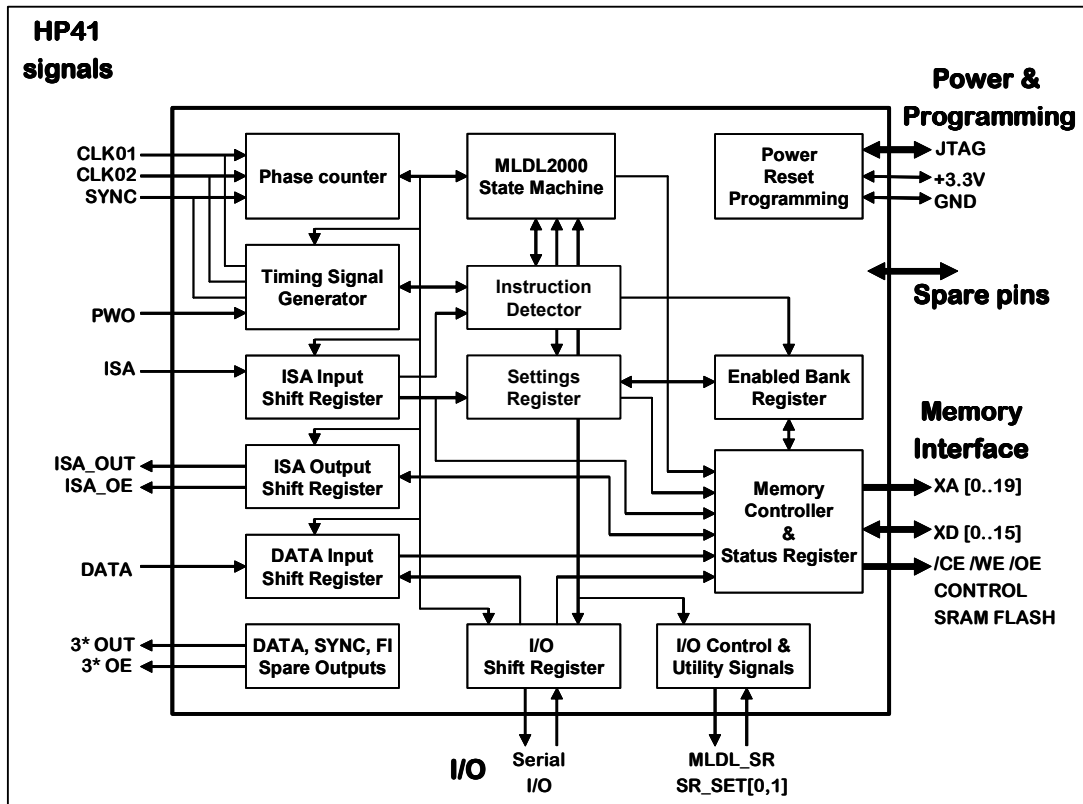 HP41
signals
Power &
Programming
CLK01
CLK02
SYNC
Phase counter
MLDL2000
State Machine
Power
Reset
Programming
JTAG
+3.3V
GND
Timing Signal
Generator
Instruction
Detector
Spare pins
PWO
ISA
ISA Input
Shift Register
Settings
Register
Enabled Bank
Register
Memory
Interface
ISA_OUT
ISA_OE
ISA Output
Shift Register
Memory
Controller
&
Status Register
XA [0..19]
XD [0..15]
/CE /WE /OE
CONTROL
SRAM FLASH
DATA
DATA Input
Shift Register
3* OUT
3* OE
DATA, SYNC, FI
Spare Outputs
I/O
Shift Register
I/O Control &
Utility Signals
I/O
Serial
I/O
MLDL_SR
SR_SET[0,1]